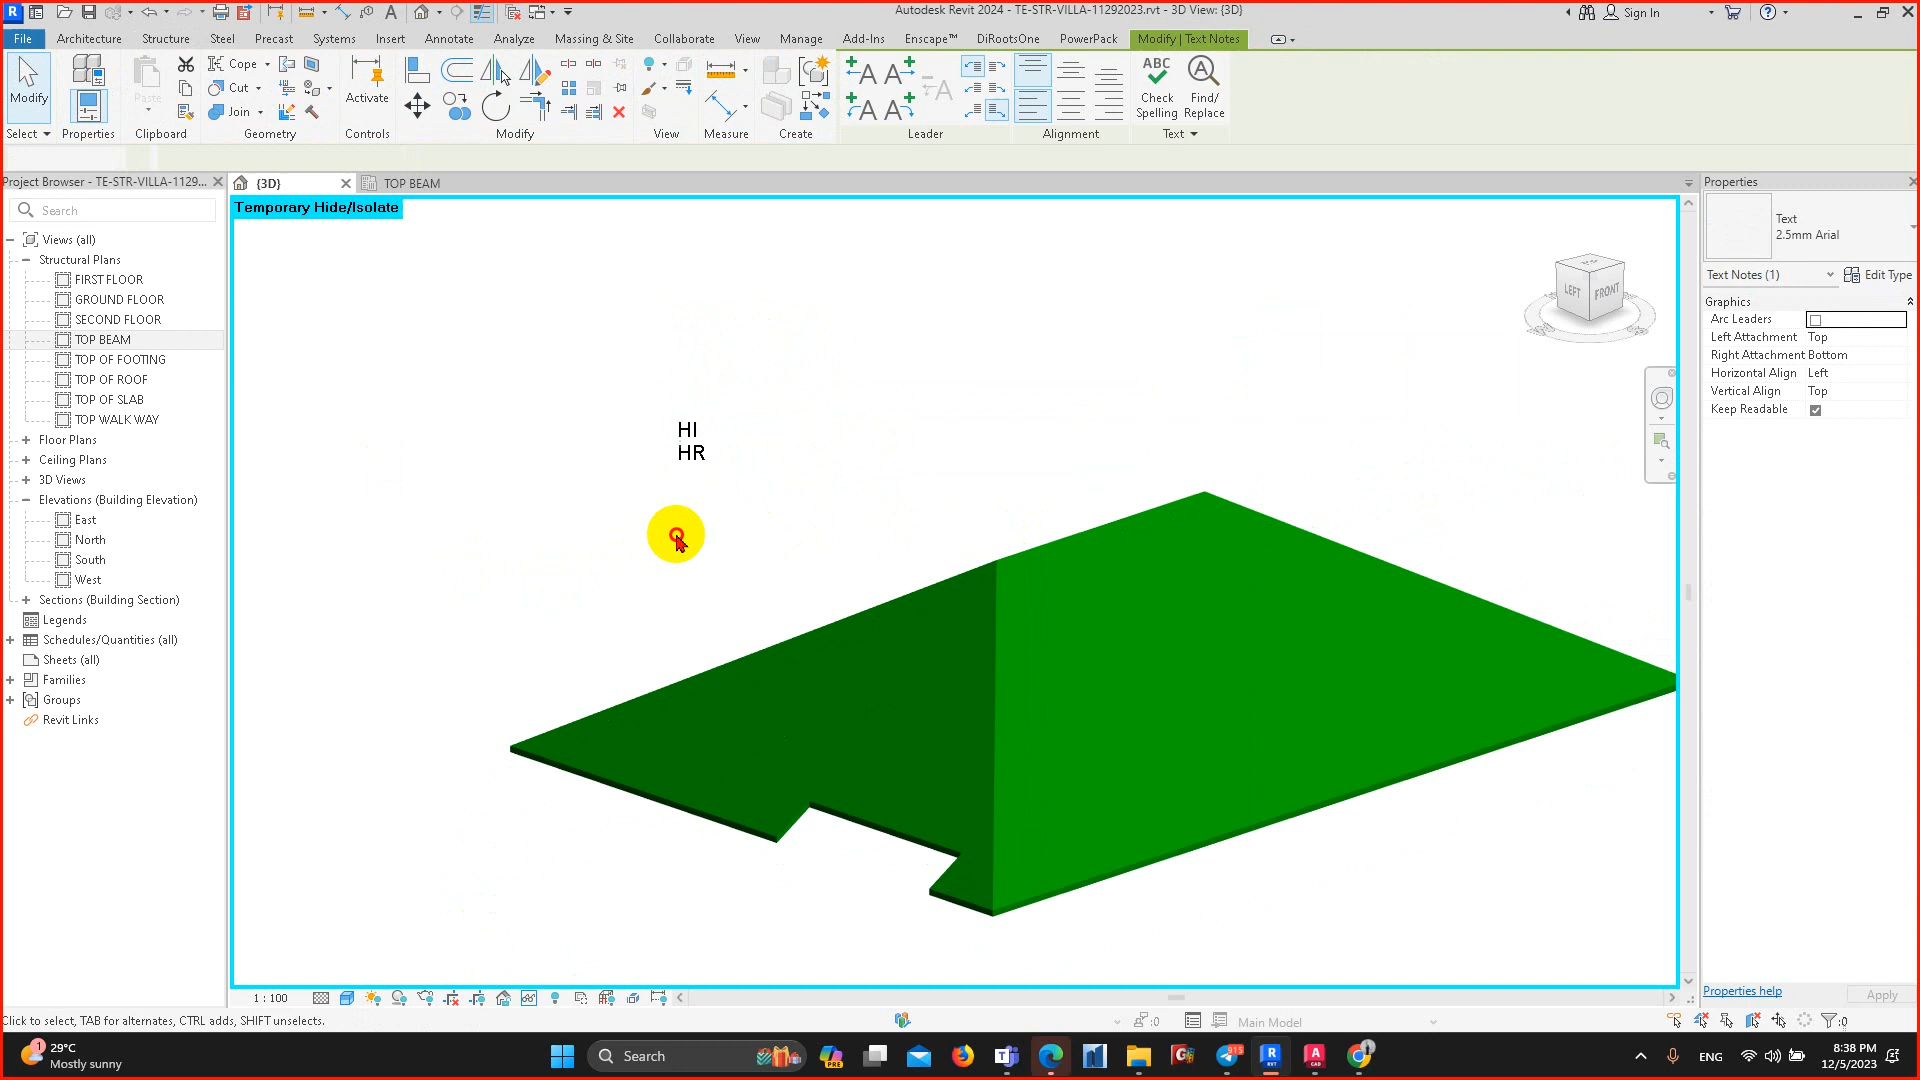 Autodesk Revit 2024 - TE-STR-VILLA-11292023.rvt - 3D View: {3D}
Sign In
File Architecture Structure Steel Precast Systems Insert Annotate Analyze Massing & Site Collaborate View Manage Add-Ins Enscape™ DiRootsOne PowerPack Modify | Text Notes
Modify
Paste
Cope
Cut
Join
Activate
ABC
Check Spelling
Find/ Replace
Select Properties Clipboard Geometry Controls Modify View Measure Create Leader Alignment Text
Project Browser - TE-STR-VILLA-1129...
{3D}
TOP BEAM
Properties
Search
Temporary Hide/Isolate
Text
2.5mm Arial
Views (all)
Structural Plans
FIRST FLOOR
GROUND FLOOR
SECOND FLOOR
TOP BEAM
TOP OF FOOTING
TOP OF ROOF
TOP OF SLAB
TOP WALK WAY
Floor Plans
Ceiling Plans
3D Views
Elevations (Building Elevation)
East
North
South
West
Sections (Building Section)
Legends
Schedules/Quantities (all)
Sheets (all)
Families
Groups
Revit Links
HI
HR
LEFT
FRONT
Text Notes (1)
Edit Type
Graphics
Arc Leaders
Left Attachment Top
Right Attachment Bottom
Horizontal Align Left
Vertical Align Top
Keep Readable
Properties help
Apply
1 : 100
Click to select, TAB for alternates, CTRL adds, SHIFT unselects.
:0
Main Model
:0
1
29°C
Mostly sunny
Search
PRE
ENG
8:38 PM
12/5/2023